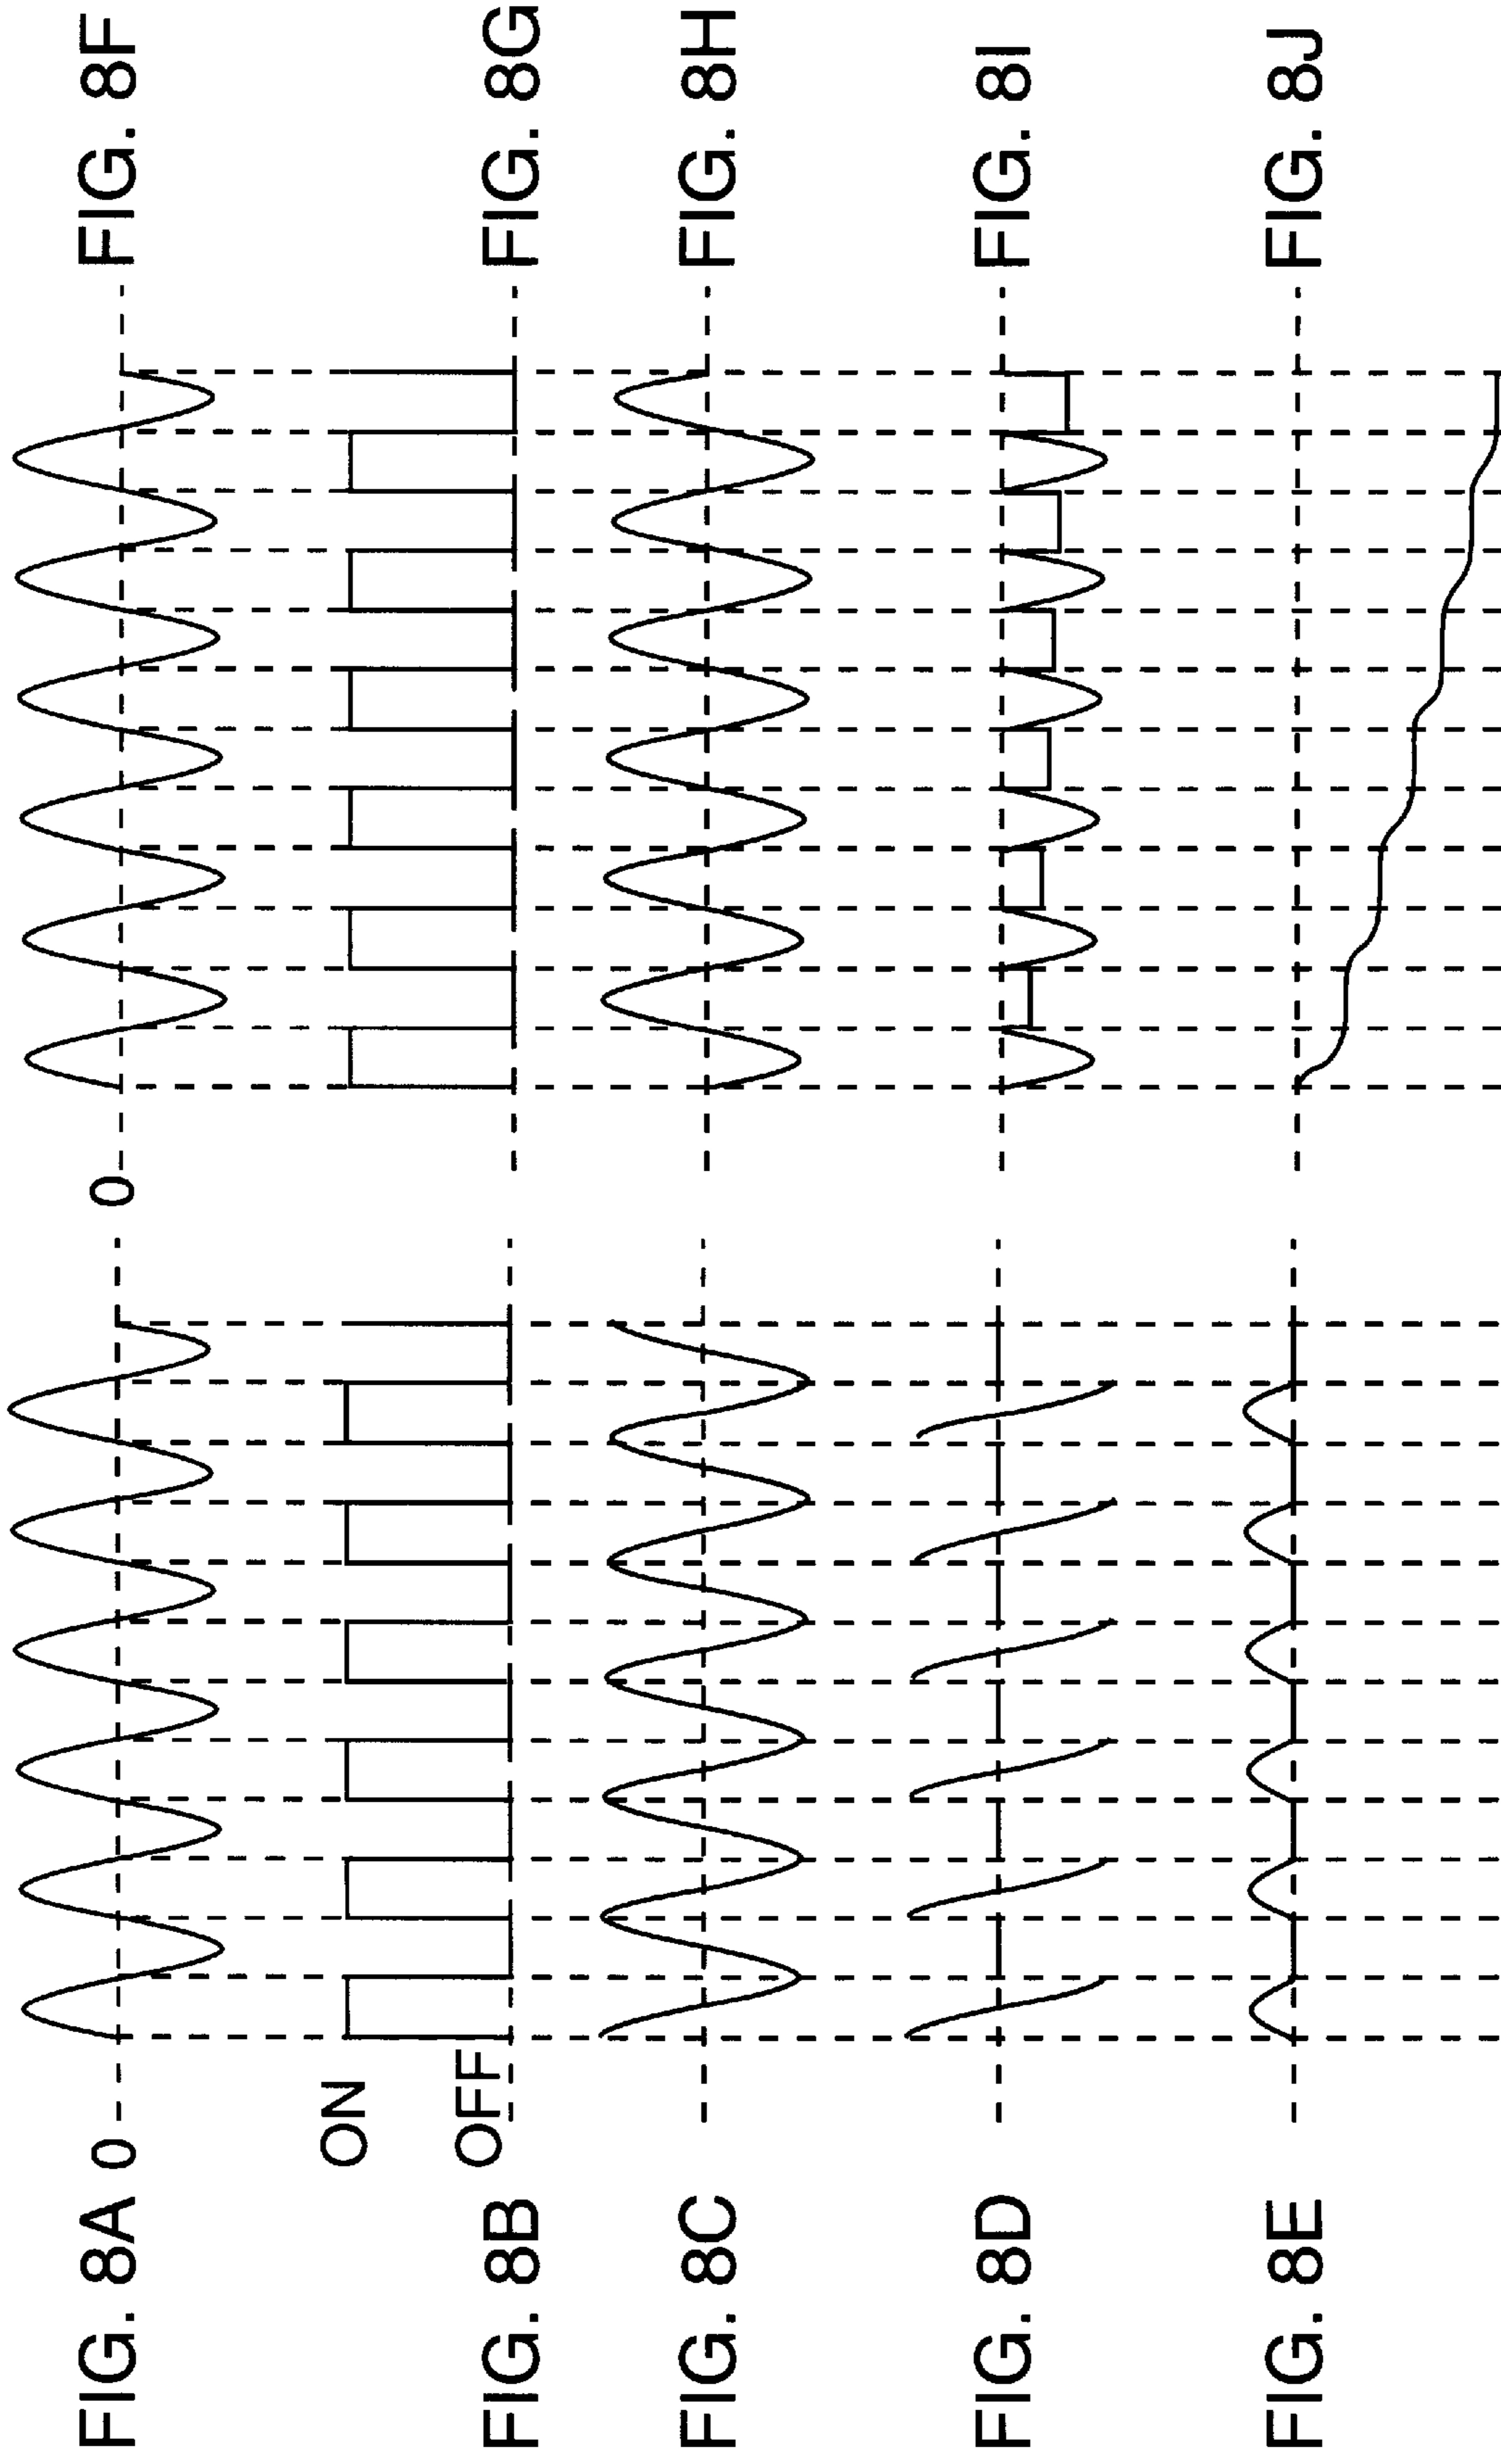 FIG. 8A
0
ON
OFF
FIG. 8B
FIG. 8C
FIG. 8D
FIG. 8E
0
FIG. 8F
FIG. 8G
FIG. 8H
FIG. 8I
FIG. 8J